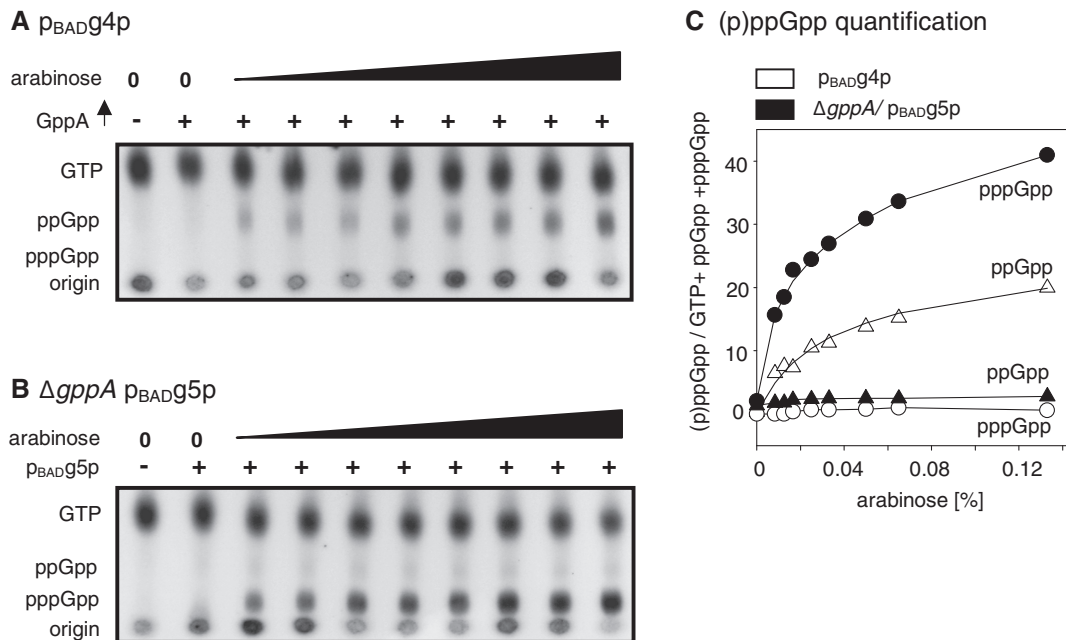 A pBADg4p
arabinose 0 0
GppA - + + + + + + + + +
GTP
ppGpp
pppGpp
origin
B ΔgppA pBADg5p
arabinose 0 0
pBADg5p - + + + + + + + + +
GTP
ppGpp
pppGpp
origin
C (p)ppGpp quantification
pBADg4p
ΔgppA/ pBADg5p
(p)ppGpp / GTP+ ppGpp +pppGpp
40
30
20
10
0
pppGpp
ppGpp
ppGpp
pppGpp
0 0.04 0.08 0.12
arabinose [%]